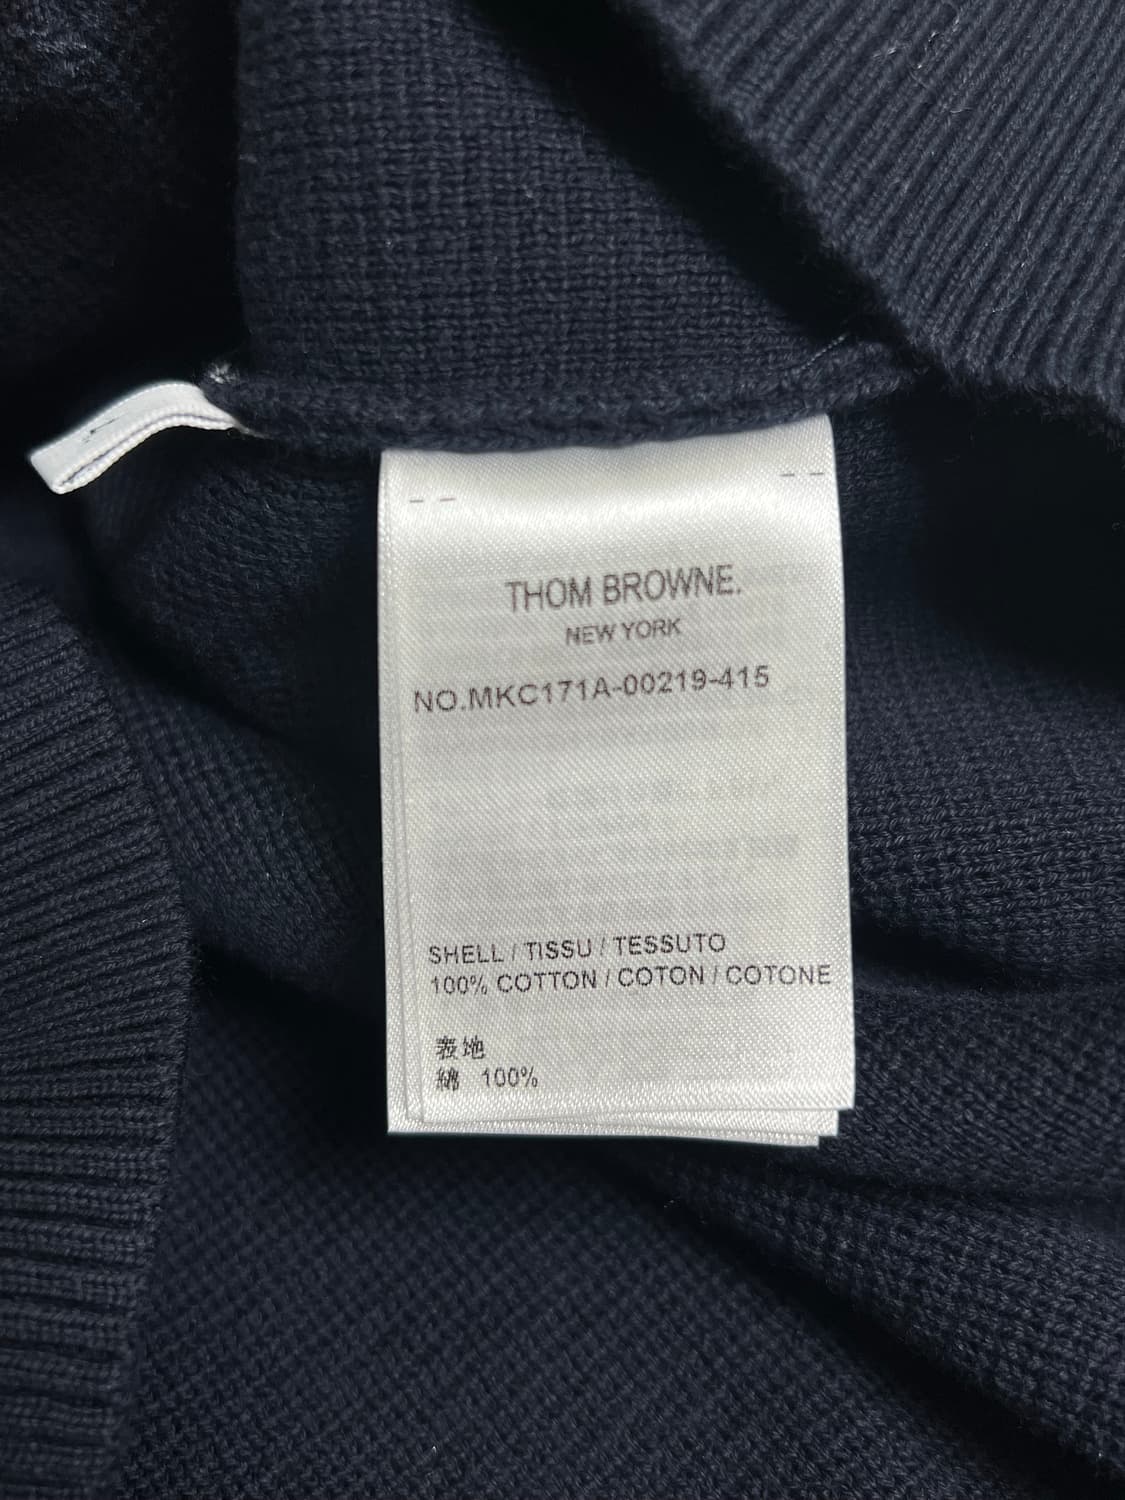 THOM BROWNE.
NEW YORK
NO.MKC171A-00219-415
SHELL / TISSU / TESSUTO
100% COTTON / COTON / COTONE
表地
綿 100%